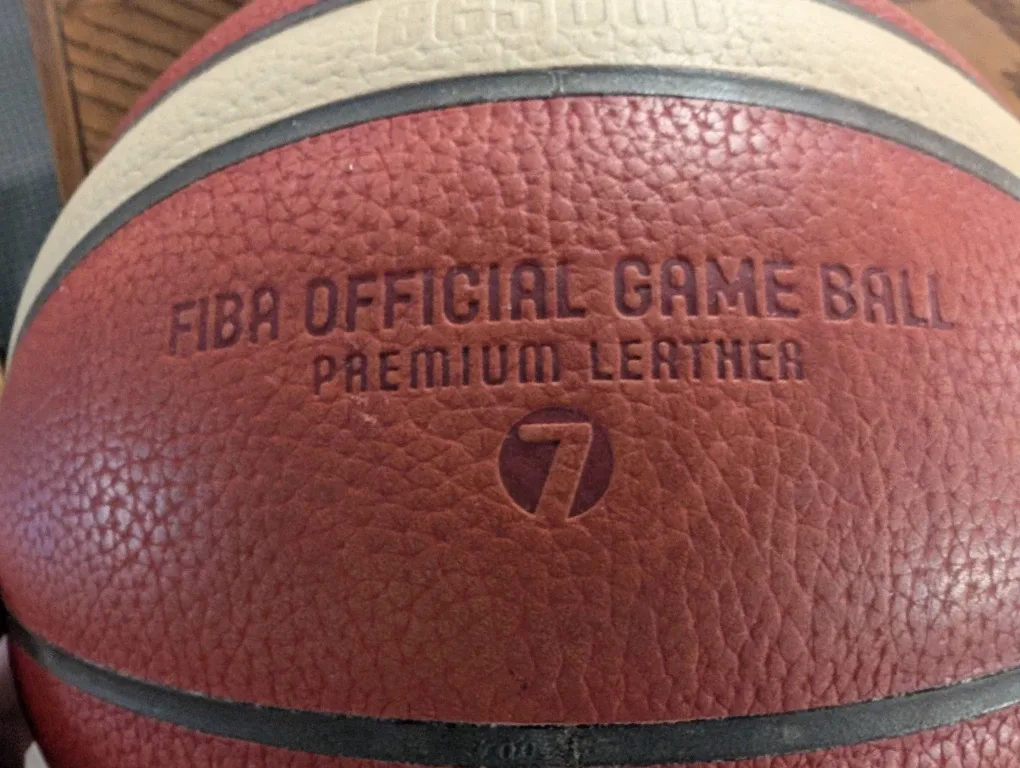 FIBA OFFICIAL GAME BALL
PREMIUM LEATHER
7